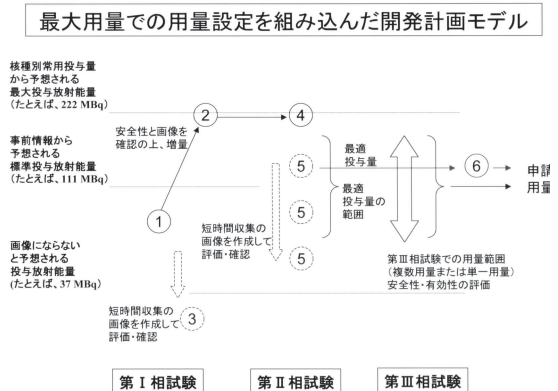 最大用量での用量設定を組み込んだ開発計画モデル
核種別常用投与量
から予想される
最大投与放射能量
(たとえば、222 MBq)
②
④
安全性と画像を
確認の上、増量
事前情報から
予想される
標準投与放射能量
(たとえば、111 MBq)
①
⑤
⑤
⑤
最適
投与量
最適
投与量の
範囲
⑥
申請
用量
短時間収集の
画像を作成して
評価・確認
画像にならない
と予想される
投与放射能量
(たとえば、37 MBq)
第Ⅲ相試験での用量範囲
(複数用量または単一用量)
安全性・有効性の評価
短時間収集の
画像を作成して
評価・確認
③
第Ⅰ相試験
第Ⅱ相試験
第Ⅲ相試験